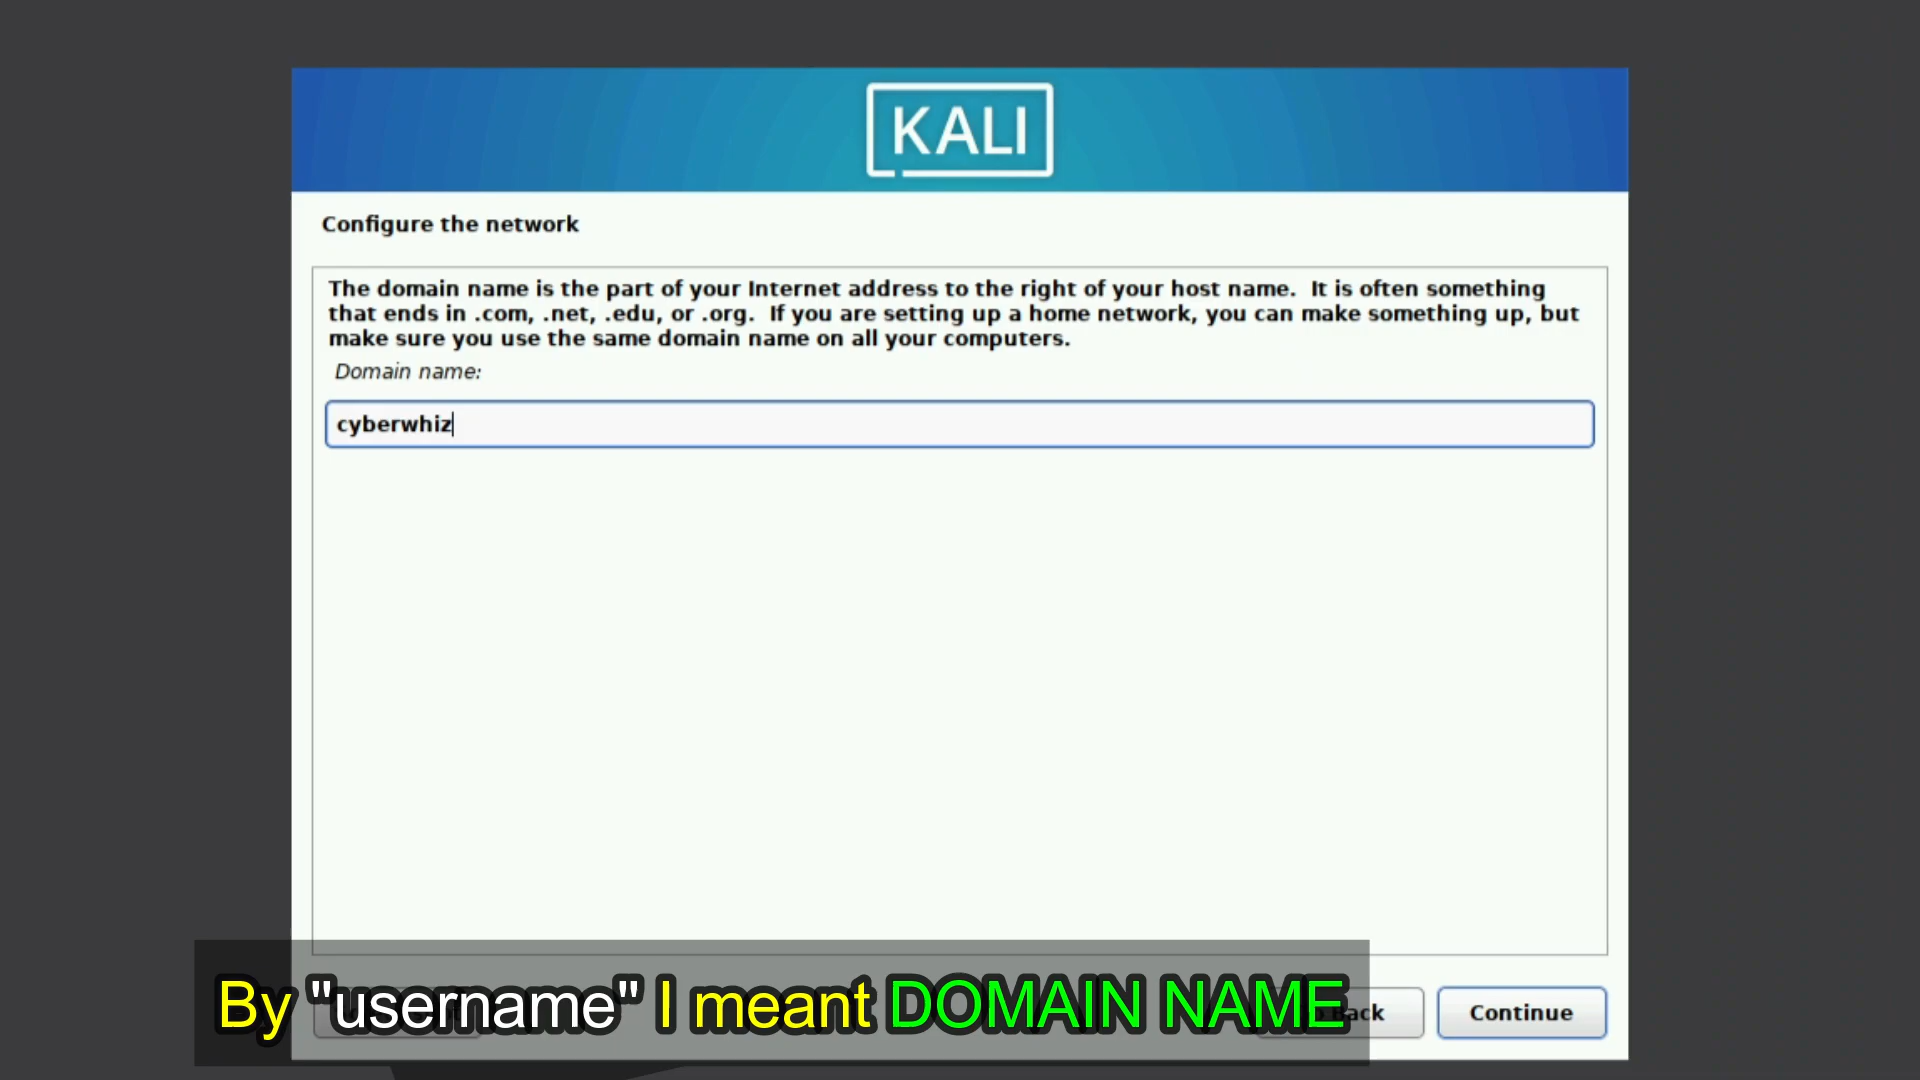 KALI
Configure the network
The domain name is the part of your Internet address to the right of your host name.  It is often something
that ends in .com, .net, .edu, or .org.  If you are setting up a home network, you can make something up, but
make sure you use the same domain name on all your computers.
Domain name:
cyberwhiz
By "username" I meant DOMAIN NAME
Back
Continue